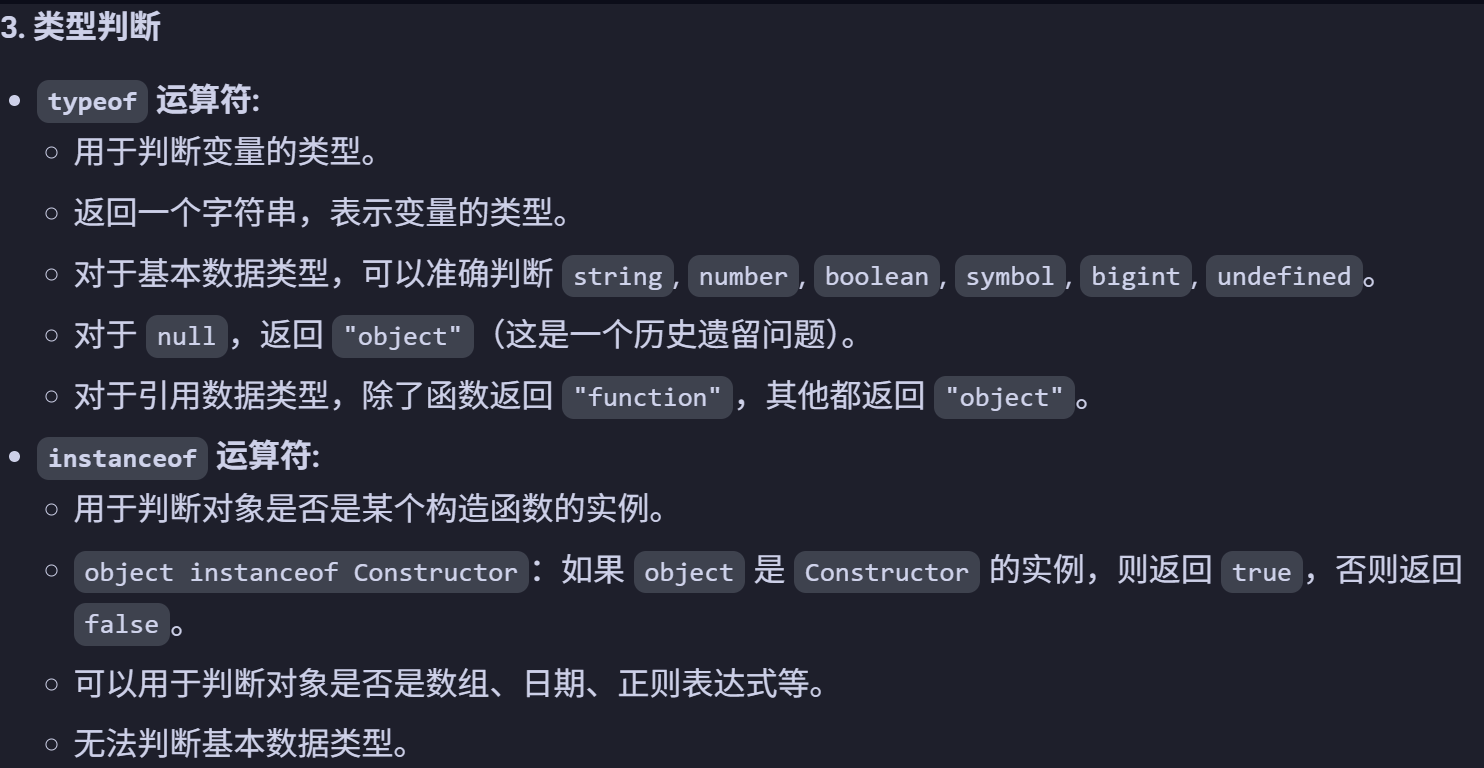 3. 类型判断
typeof 运算符:
用于判断变量的类型。
返回一个字符串，表示变量的类型。
对于基本数据类型，可以准确判断 string, number, boolean, symbol, bigint, undefined。
对于 null，返回 "object"（这是一个历史遗留问题）。
对于引用数据类型，除了函数返回 "function"，其他都返回 "object"。
instanceof 运算符:
用于判断对象是否是某个构造函数的实例。
object instanceof Constructor：如果 object 是 Constructor 的实例，则返回 true，否则返回
false。
可以用于判断对象是否是数组、日期、正则表达式等。
无法判断基本数据类型。